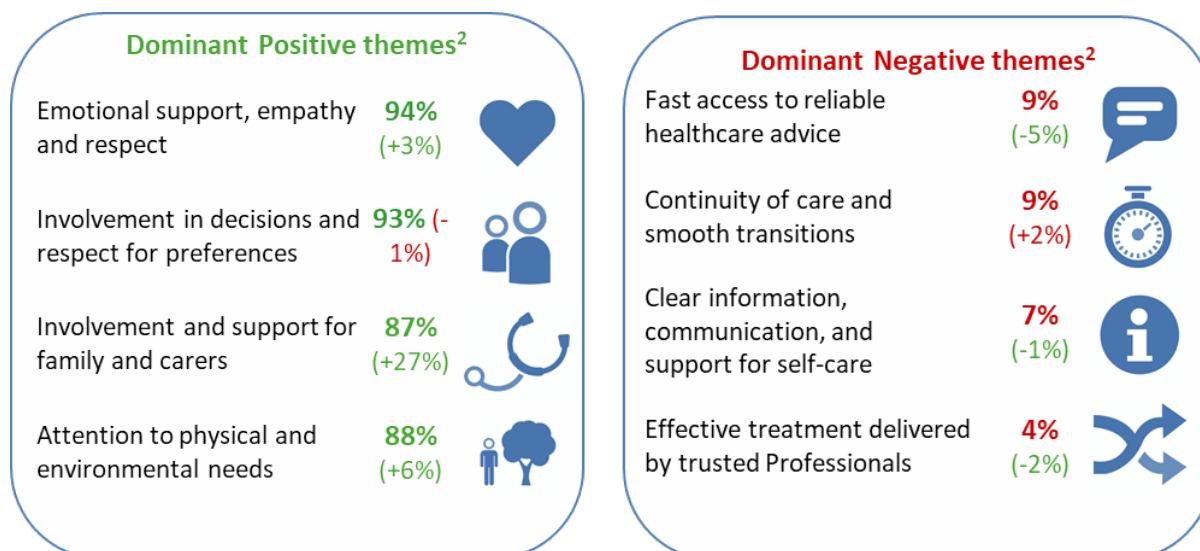 Dominant Positive themes²
Emotional support, empathy
and respect
94%
(+3%)
Involvement in decisions and
respect for preferences
93% (-
1%)
Involvement and support for
family and carers
87%
(+27%)
Attention to physical and
environmental needs
88%
(+6%)
Dominant Negative themes²
Fast access to reliable
healthcare advice
9%
(-5%)
Continuity of care and
smooth transitions
9%
(+2%)
Clear information,
communication, and
support for self-care
7%
(-1%)
Effective treatment delivered
by trusted Professionals
4%
(-2%)